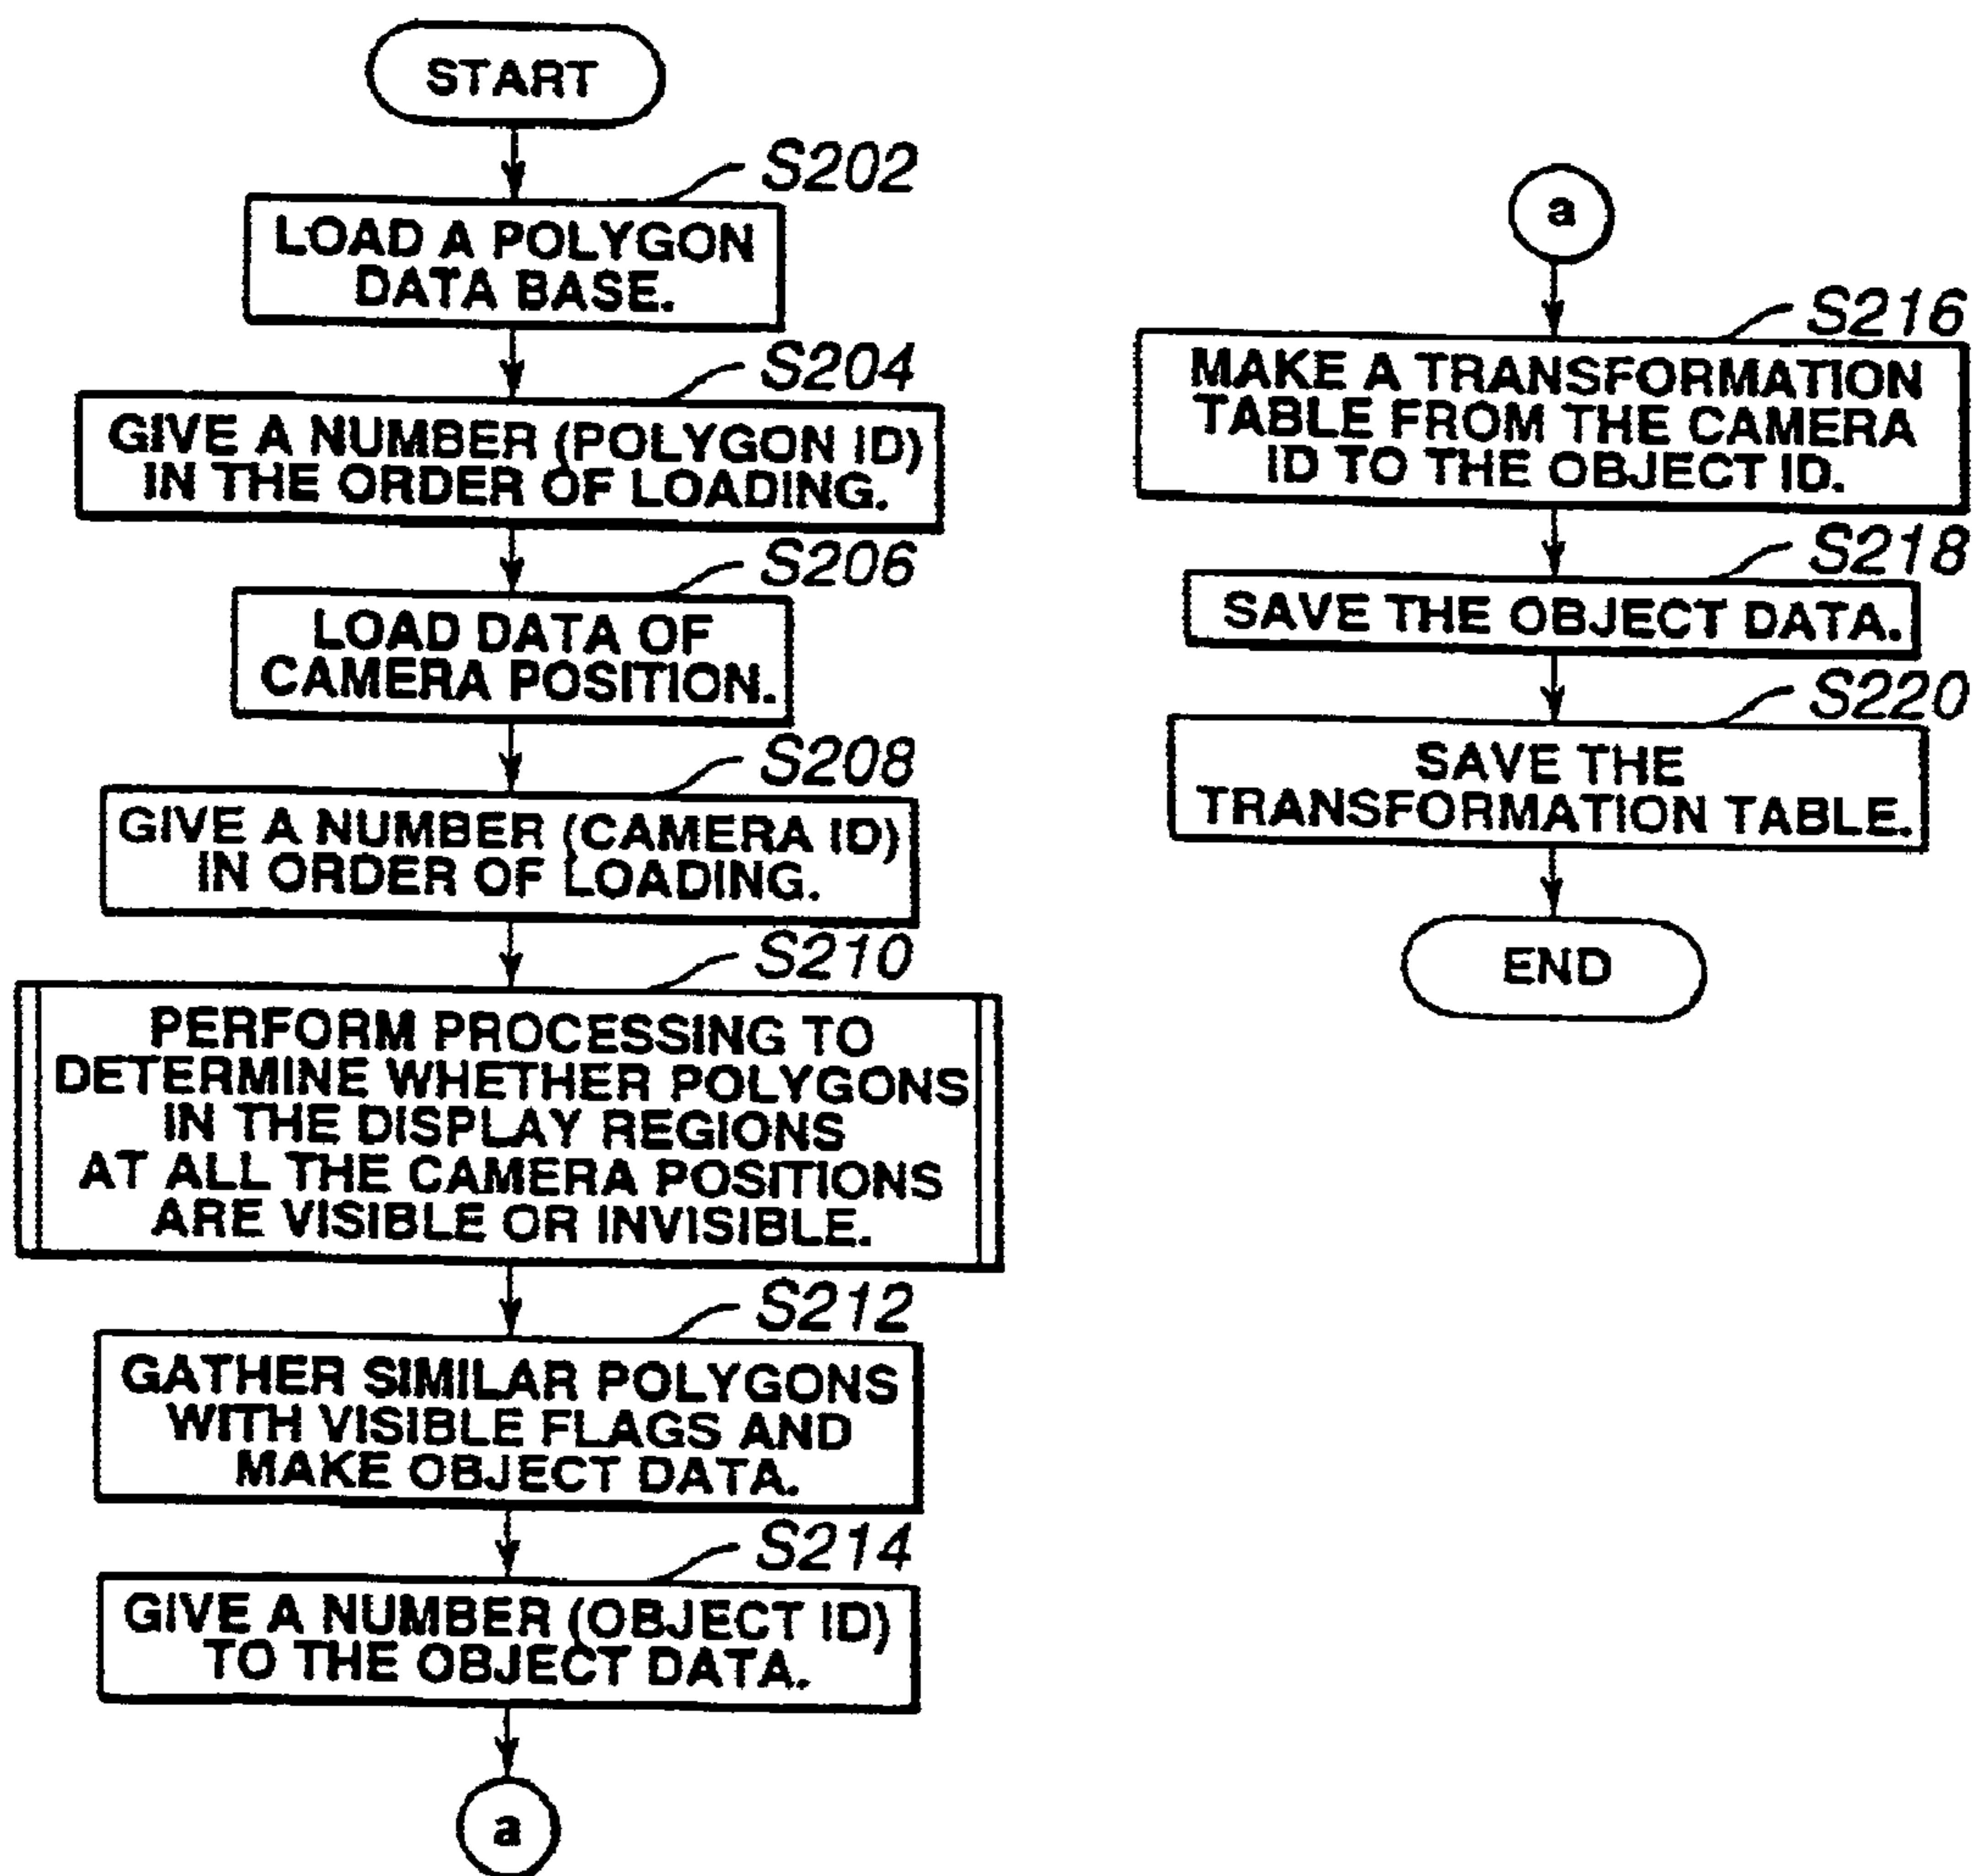 START
S202
LOAD A POLYGON
DATA BASE.
S204
GIVE A NUMBER (POLYGON ID)
IN THE ORDER OF LOADING.
S206
LOAD DATA OF
CAMERA POSITION.
S208
GIVE A NUMBER (CAMERA ID)
IN ORDER OF LOADING.
S210
PERFORM PROCESSING TO
DETERMINE WHETHER POLYGONS
IN THE DISPLAY REGIONS
AT ALL THE CAMERA POSITIONS
ARE VISIBLE OR INVISIBLE.
S212
GATHER SIMILAR POLYGONS
WITH VISIBLE FLAGS AND
MAKE OBJECT DATA.
S214
GIVE A NUMBER (OBJECT ID)
TO THE OBJECT DATA.
a
a
S216
MAKE A TRANSFORMATION
TABLE FROM THE CAMERA
ID TO THE OBJECT ID.
S218
SAVE THE OBJECT DATA.
S220
SAVE THE
TRANSFORMATION TABLE.
END